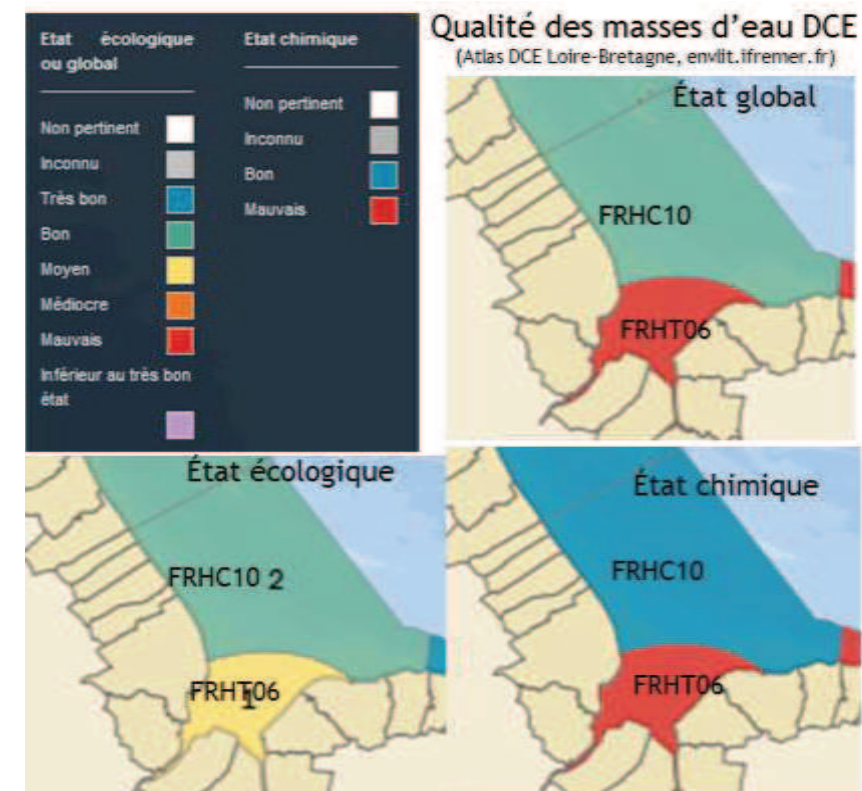 Etat écologique
ou global
Non pertinent
Inconnu
Très bon
Bon
Moyen
Médiocre
Mauvais
Inférieur au très bon
état
Etat chimique
Non pertinent
Inconnu
Bon
Mauvais
Qualité des masses d'eau DCE
(Atlas DCE Loire-Bretagne, envlit.ifremer.fr)
État global
FRHC10
FRHT06
État écologique
FRHC10 2
FRHT06
1
État chimique
FRHC10
FRHT06